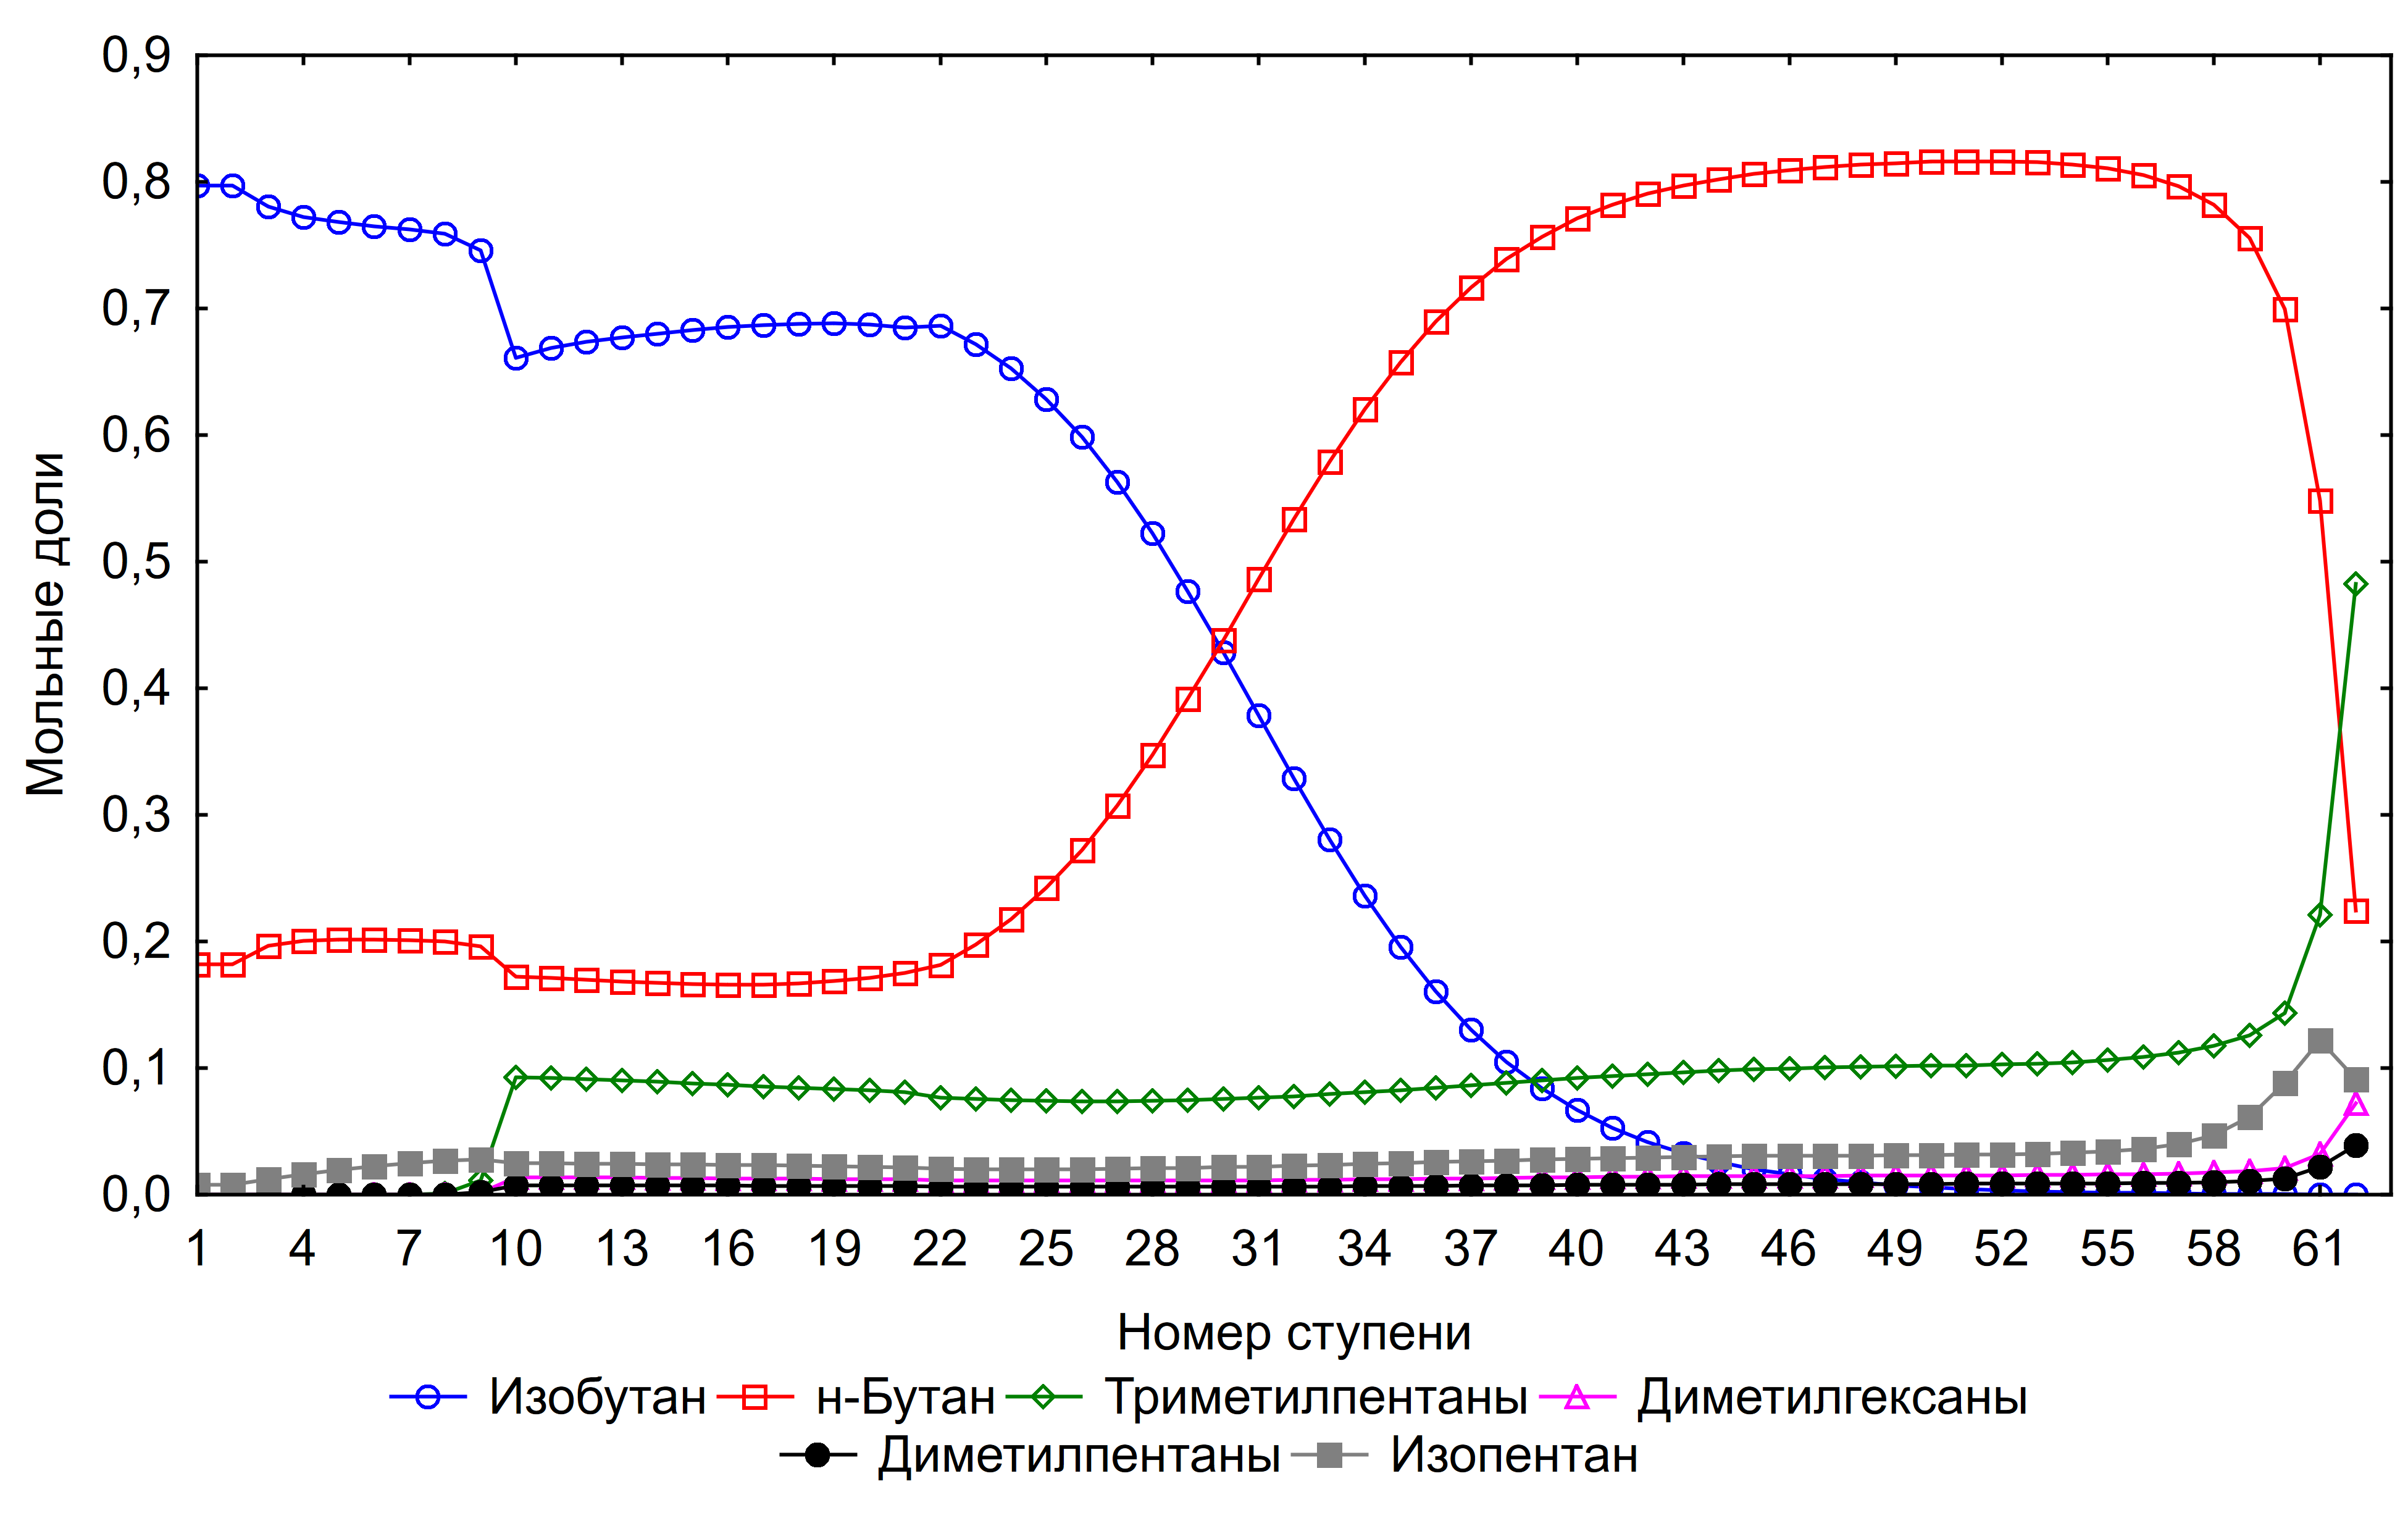 Мольные доли
0,9
0,8
0,7
0,6
0,5
0,4
0,3
0,2
0,1
0,0
1 4 7 10 13 16 19 22 25 28 31 34 37 40 43 46 49 52 55 58 61
Номер ступени
Изобутан н-Бутан Триметилпентаны Диметилгексаны
Диметилпентаны Изопентан